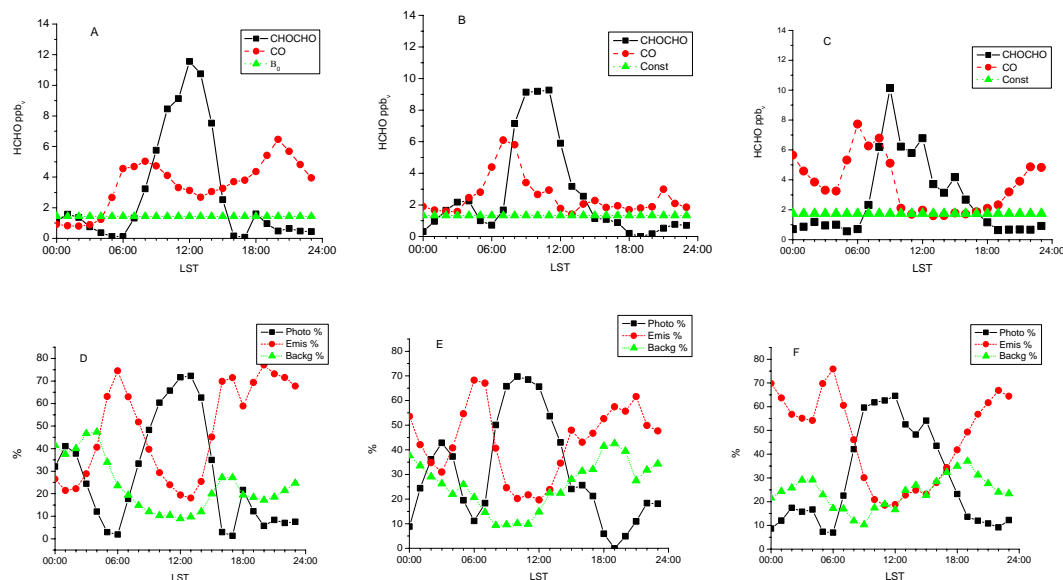 A
CHOCHO
CO
B₀
HCHO ppbᵥ
14
12
10
8
6
4
2
0
00:00 06:00 12:00 18:00 24:00
LST
B
CHOCHO
CO
Const
HCHO ppbᵥ
14
12
10
8
6
4
2
0
00:00 06:00 12:00 18:00 24:00
LST
C
CHOCHO
CO
Const
HCHO ppbᵥ
14
12
10
8
6
4
2
0
00:00 06:00 12:00 18:00 24:00
LST
D
Photo %
Emis %
Backg %
%
80
70
60
50
40
30
20
10
0
00:00 06:00 12:00 18:00 24:00
LST
E
Photo %
Emis %
Backg %
%
80
70
60
50
40
30
20
10
0
00:00 06:00 12:00 18:00 24:00
LST
F
Photo %
Emis %
Backg %
%
80
70
60
50
40
30
20
10
0
00:00 06:00 12:00 18:00 24:00
LST